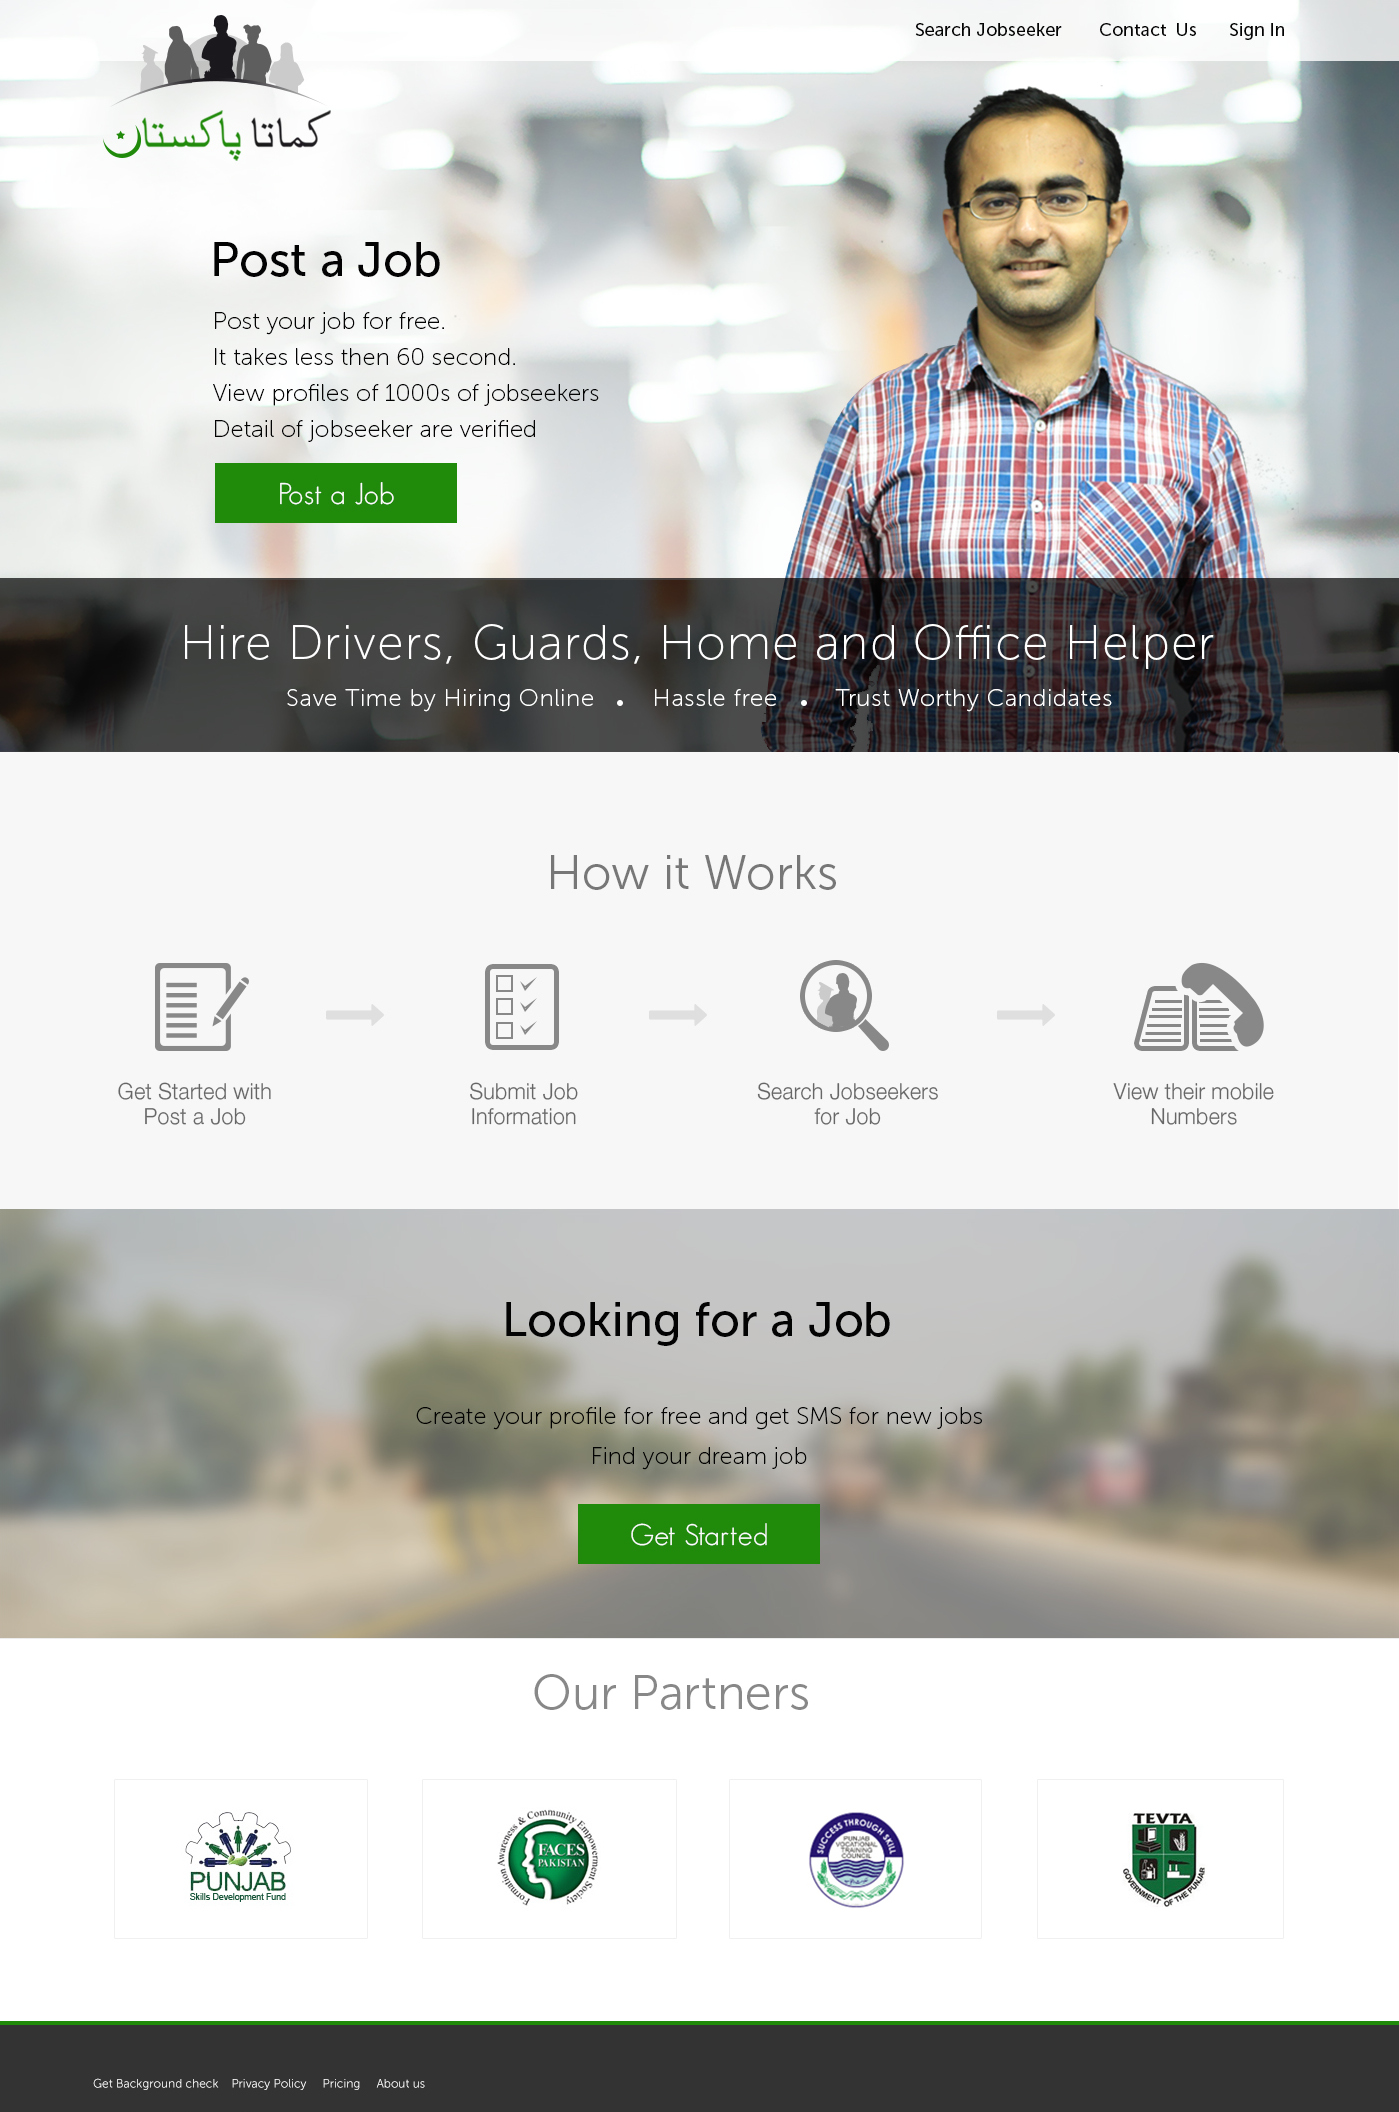 Search Jobseeker Contact Us Sign In
کماتا پاکستان
Post a Job
Post your job for free.
It takes less then 60 second.
View profiles of 1000s of jobseekers
Detail of jobseeker are verified
Post a Job
Hire Drivers, Guards, Home and Office Helper
Save Time by Hiring Online • Hassle free • Trust Worthy Candidates
How it Works
Get Started with
Post a Job
Submit Job
Information
Search Jobseekers
for Job
View their mobile
Numbers
Looking for a Job
Create your profile for free and get SMS for new jobs
Find your dream job
Get Started
Our Partners
PUNJAB
Skills Development Fund
Formation Awareness & Community Empowerment Society
FACES
PAKISTAN
SUCCESS THROUGH SKILL
PUNJAB
VOCATIONAL
TRAINING
COUNCIL
TEVTA
GOVERNMENT OF THE PUNJAB
Get Background check Privacy Policy Pricing About us